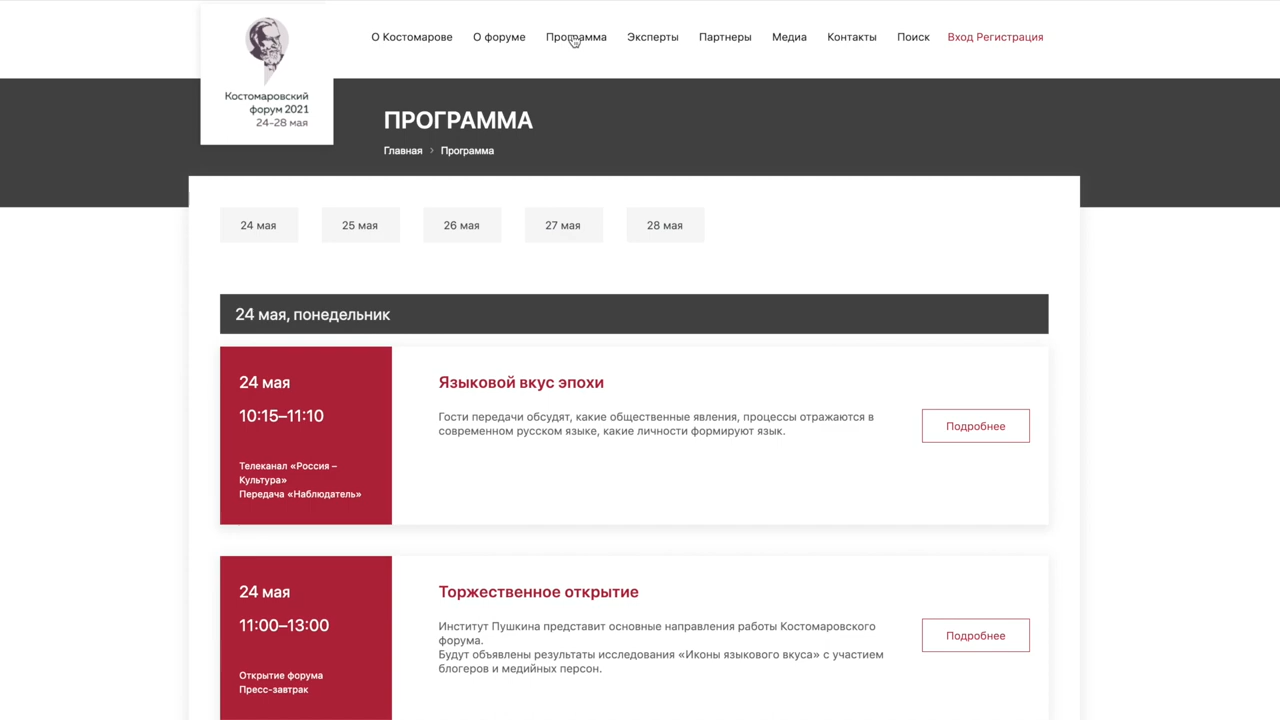 О Костомарове О форуме Программа Эксперты Партнеры Медиа Контакты Поиск Вход Регистрация
Костомаровский
форум 2021
24–28 мая
ПРОГРАММА
Главная › Программа
24 мая 25 мая 26 мая 27 мая 28 мая
24 мая, понедельник
24 мая
10:15–11:10
Телеканал «Россия –
Культура»
Передача «Наблюдатель»
Языковой вкус эпохи
Гости передачи обсудят, какие общественные явления, процессы отражаются в
современном русском языке, какие личности формируют язык.
Подробнее
24 мая
11:00–13:00
Открытие форума
Пресс-завтрак
Торжественное открытие
Институт Пушкина представит основные направления работы Костомаровского
форума.
Будут объявлены результаты исследования «Иконы языкового вкуса» с участием
блогеров и медийных персон.
Подробнее